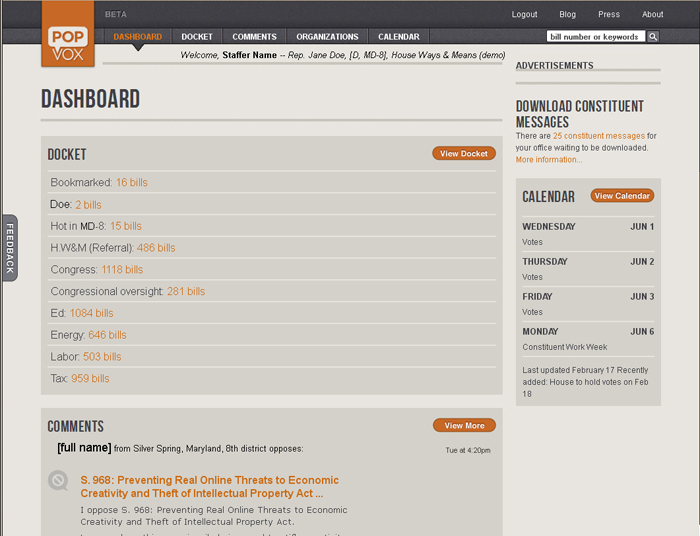 POP
VOX
BETA
Logout Blog Press About
DASHBOARD DOCKET COMMENTS ORGANIZATIONS CALENDAR
bill number or keywords
Welcome, Staffer Name -- Rep. Jane Doe, [D, MD-8], House Ways & Means (demo)
FEEDBACK
DASHBOARD
DOCKET
View Docket
Bookmarked: 16 bills
Doe: 2 bills
Hot in MD-8: 15 bills
H.W&M (Referral): 486 bills
Congress: 1118 bills
Congressional oversight: 281 bills
Ed: 1084 bills
Energy: 646 bills
Labor: 503 bills
Tax: 959 bills
COMMENTS
View More
[full name] from Silver Spring, Maryland, 8th district opposes:
Tue at 4:20pm
S. 968: Preventing Real Online Threats to Economic
Creativity and Theft of Intellectual Property Act ...
I oppose S. 968: Preventing Real Online Threats to Economic
Creativity and Theft of Intellectual Property Act.
ADVERTISEMENTS
DOWNLOAD CONSTITUENT
MESSAGES
There are 25 constituent messages for
your office waiting to be downloaded.
More information...
CALENDAR
View Calendar
WEDNESDAY JUN 1
Votes
THURSDAY JUN 2
Votes
FRIDAY JUN 3
Votes
MONDAY JUN 6
Constituent Work Week
Last updated February 17 Recently
added: House to hold votes on Feb
18